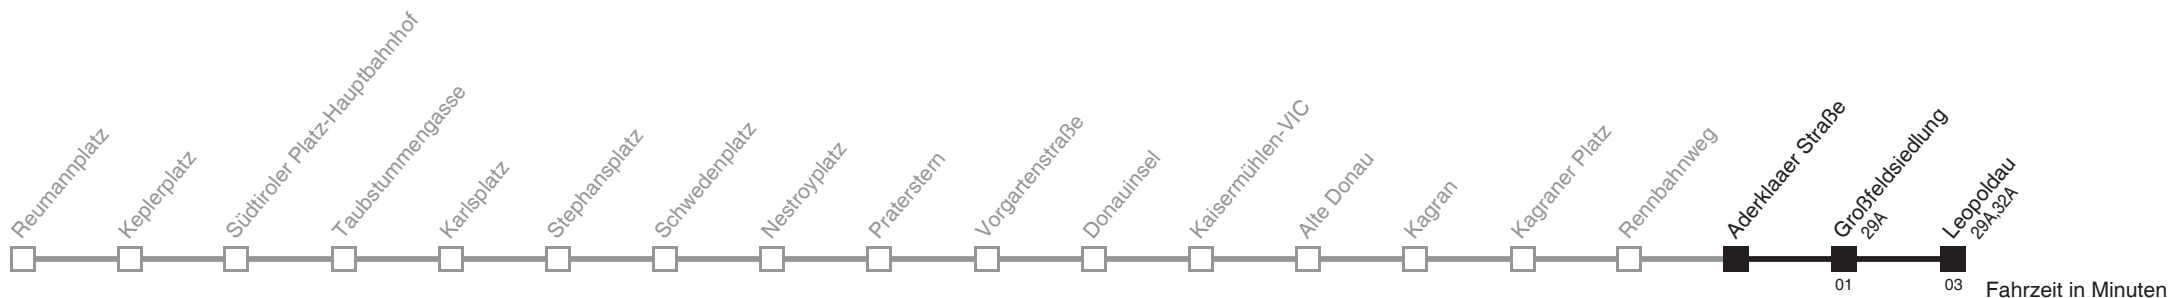 Reumannplatz
Keplerplatz
Südtiroler Platz-Hauptbahnhof
Taubstummengasse
Karlsplatz
Stephansplatz
Schwedenplatz
Nestroyplatz
Praterstern
Vorgartenstraße
Donauinsel
Kaisermühlen-VIC
Alte Donau
Kagran
Kagraner Platz
Rennbahnweg
Aderklaaer Straße
Großfeldsiedlung
29A
Leopoldau
29A,32A
01
03
Fahrzeit in Minuten